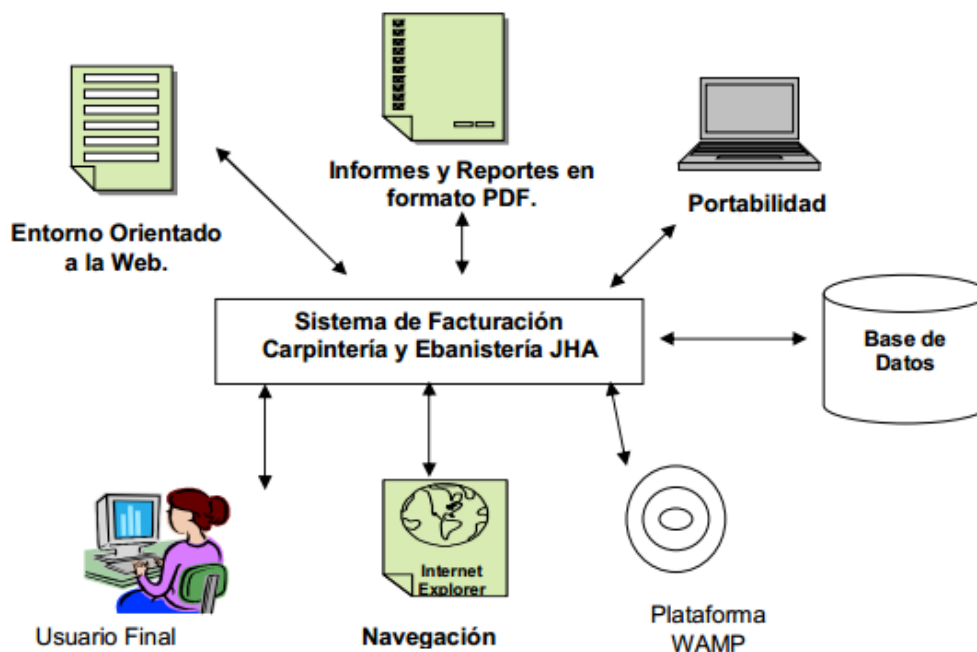 Informes y Reportes en
formato PDF.
Portabilidad
Entorno Orientado
a la Web.
Sistema de Facturación
Carpintería y Ebanistería JHA
Base de
Datos
Internet
Explorer
Usuario Final
Navegación
Plataforma
WAMP